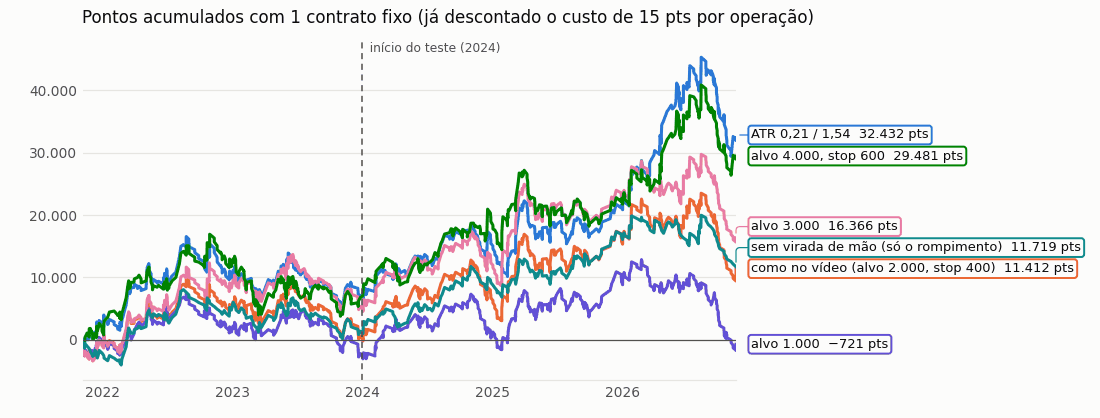 Pontos acumulados com 1 contrato fixo (já descontado o custo de 15 pts por operação)
início do teste (2024)
40.000
30.000
20.000
10.000
0
ATR 0,21 / 1,54  32.432 pts
alvo 4.000, stop 600  29.481 pts
alvo 3.000  16.366 pts
sem virada de mão (só o rompimento)  11.719 pts
como no vídeo (alvo 2.000, stop 400)  11.412 pts
alvo 1.000  −721 pts
2022 2023 2024 2025 2026